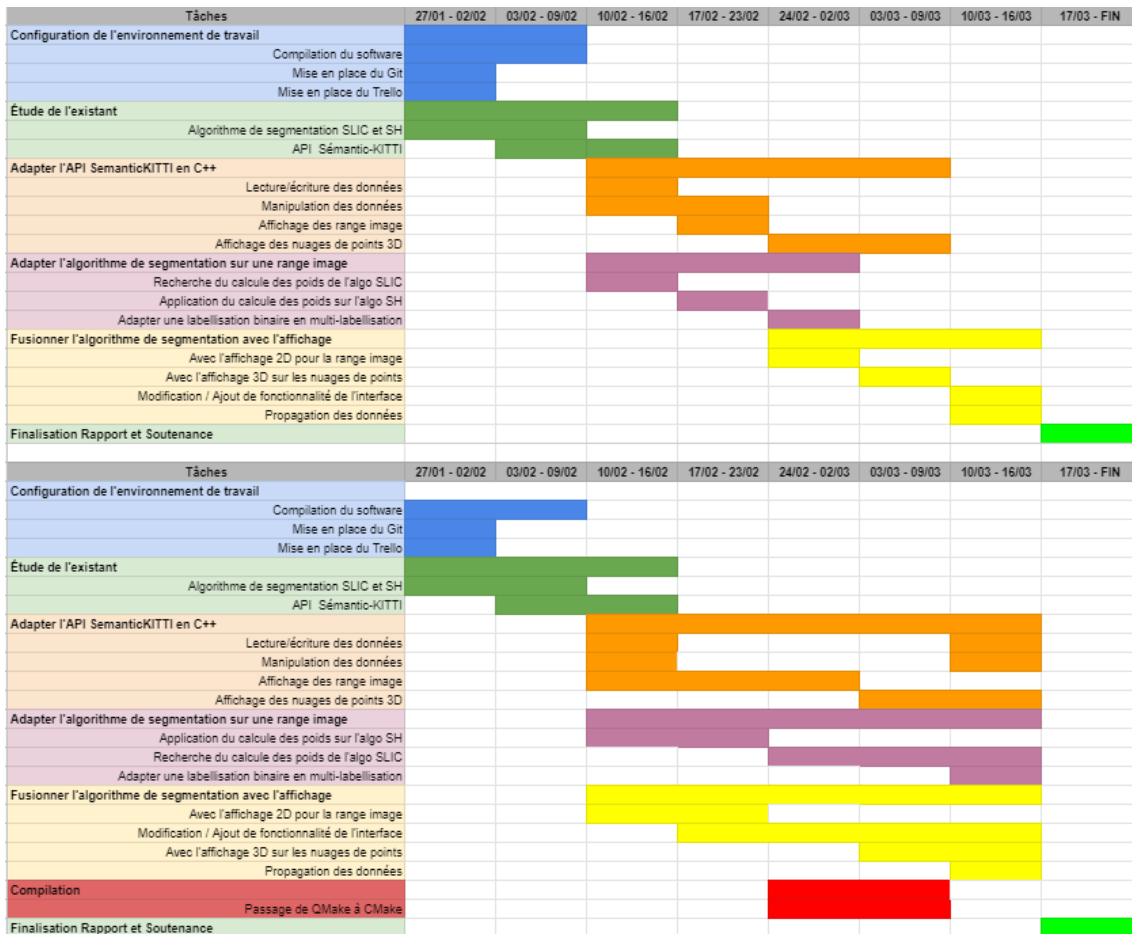 Tâches 27/01 - 02/02 03/02 - 09/02 10/02 - 16/02 17/02 - 23/02 24/02 - 02/03 03/03 - 09/03 10/03 - 16/03 17/03 - FIN
Configuration de l'environnement de travail
Compilation du software
Mise en place du Git
Mise en place du Trello
Étude de l'existant
Algorithme de segmentation SLIC et SH
API Sémantic-KITTI
Adapter l'API SemanticKITTI en C++
Lecture/écriture des données
Manipulation des données
Affichage des range image
Affichage des nuages de points 3D
Adapter l'algorithme de segmentation sur une range image
Recherche du calcule des poids de l'algo SLIC
Application du calcule des poids sur l'algo SH
Adapter une labellisation binaire en multi-labellisation
Fusionner l'algorithme de segmentation avec l'affichage
Avec l'affichage 2D pour la range image
Avec l'affichage 3D sur les nuages de points
Modification / Ajout de fonctionnalité de l'interface
Propagation des données
Finalisation Rapport et Soutenance
Tâches 27/01 - 02/02 03/02 - 09/02 10/02 - 16/02 17/02 - 23/02 24/02 - 02/03 03/03 - 09/03 10/03 - 16/03 17/03 - FIN
Configuration de l'environnement de travail
Compilation du software
Mise en place du Git
Mise en place du Trello
Étude de l'existant
Algorithme de segmentation SLIC et SH
API Sémantic-KITTI
Adapter l'API SemanticKITTI en C++
Lecture/écriture des données
Manipulation des données
Affichage des range image
Affichage des nuages de points 3D
Adapter l'algorithme de segmentation sur une range image
Application du calcule des poids sur l'algo SH
Recherche du calcule des poids de l'algo SLIC
Adapter une labellisation binaire en multi-labellisation
Fusionner l'algorithme de segmentation avec l'affichage
Avec l'affichage 2D pour la range image
Modification / Ajout de fonctionnalité de l'interface
Avec l'affichage 3D sur les nuages de points
Propagation des données
Compilation
Passage de QMake à CMake
Finalisation Rapport et Soutenance